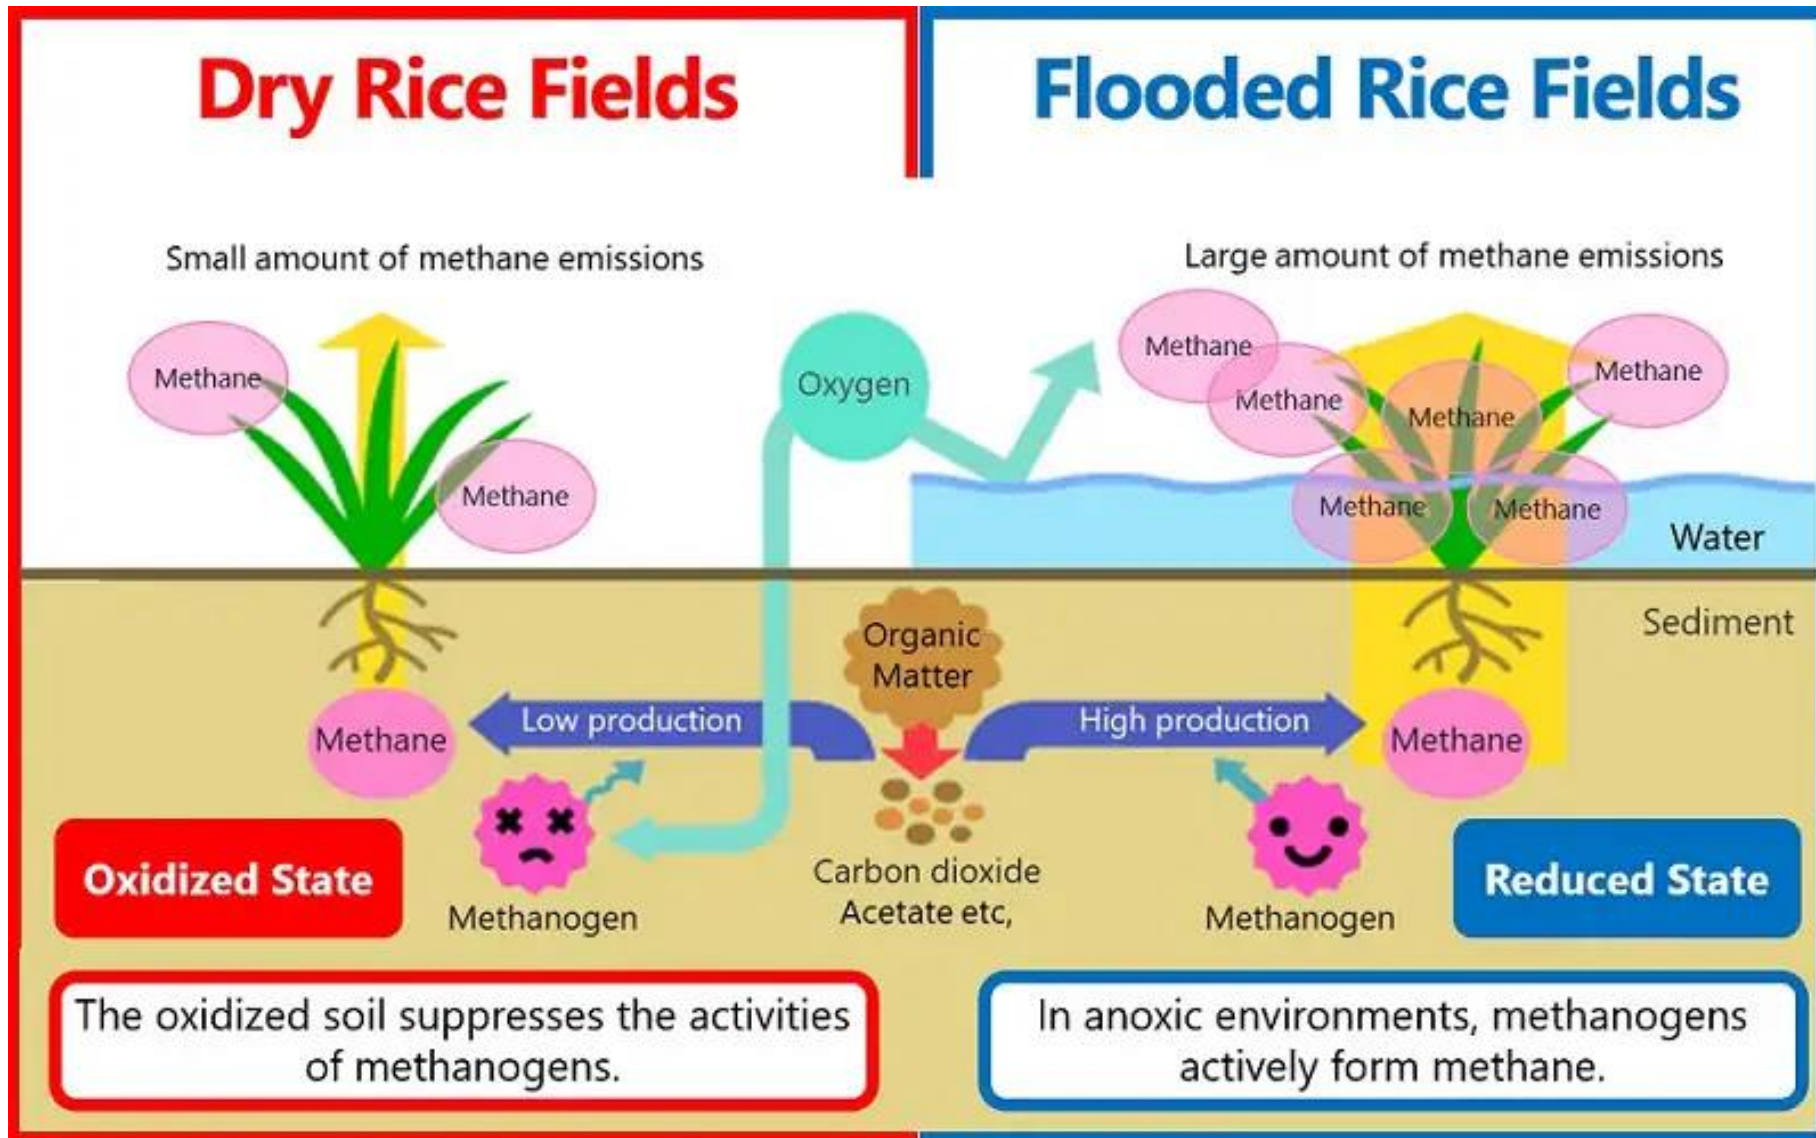 Dry Rice Fields
Flooded Rice Fields
Small amount of methane emissions
Large amount of methane emissions
Methane
Methane
Oxygen
Methane
Methane
Methane
Methane
Methane
Methane
Water
Sediment
Organic
Matter
Low production
High production
Methane
Methane
Oxidized State
Methanogen
Carbon dioxide
Acetate etc,
Methanogen
Reduced State
The oxidized soil suppresses the activities
of methanogens.
In anoxic environments, methanogens
actively form methane.